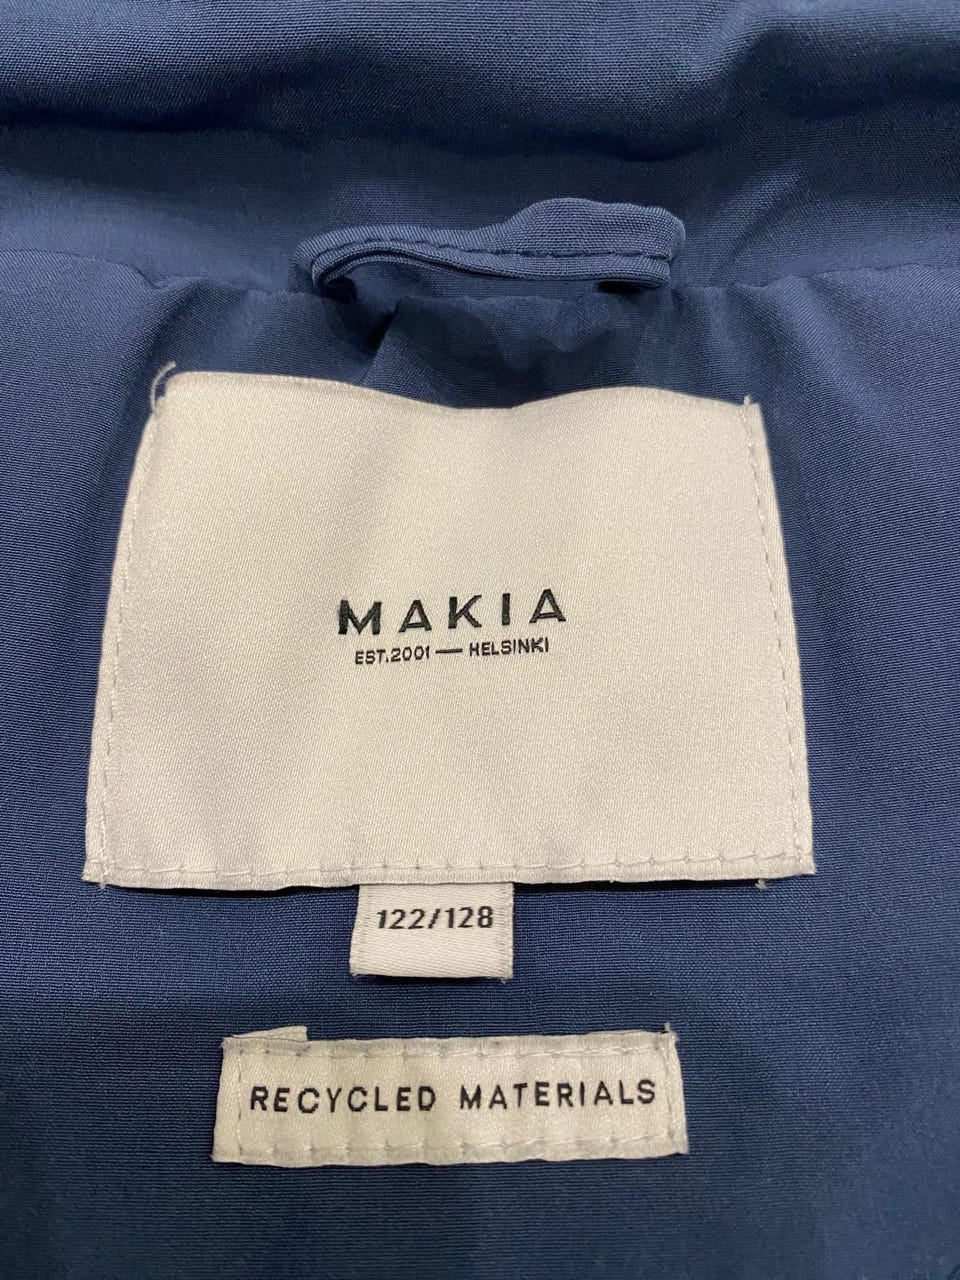 MAKIA
EST.2001 — HELSINKI
122/128
RECYCLED MATERIALS